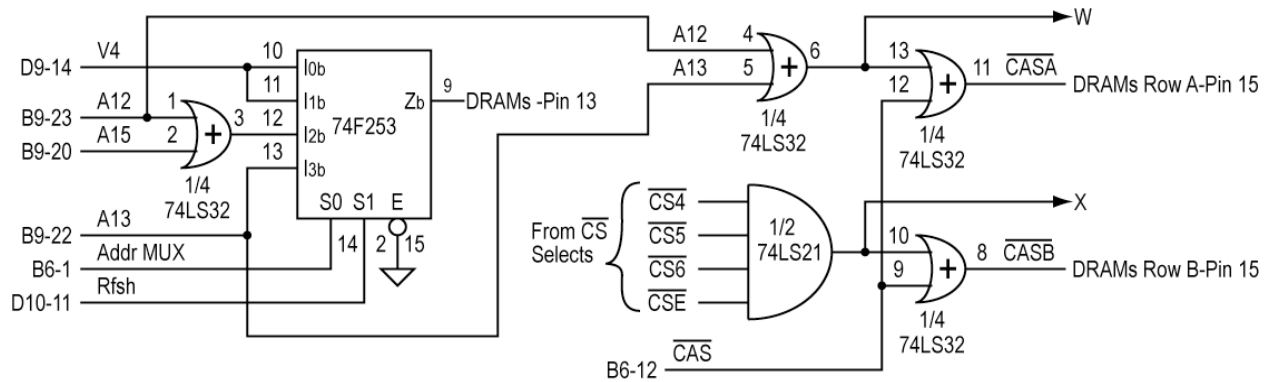 V4
D9-14
A12
B9-23
A15
B9-20
1
2
3
1/4
74LS32
A13
B9-22
Addr MUX
B6-1
Rfsh
D10-11
10
11
12
13
I0b
I1b
I2b
I3b
Zb
74F253
S0 S1 E
14
2
15
9
DRAMs -Pin 13
A12
4
A13
5
6
1/4
74LS32
W
13
12
11
CASA
DRAMs Row A-Pin 15
1/4
74LS32
From CS
Selects
CS4
CS5
CS6
CSE
1/2
74LS21
X
10
9
8
CASB
DRAMs Row B-Pin 15
1/4
74LS32
CAS
B6-12